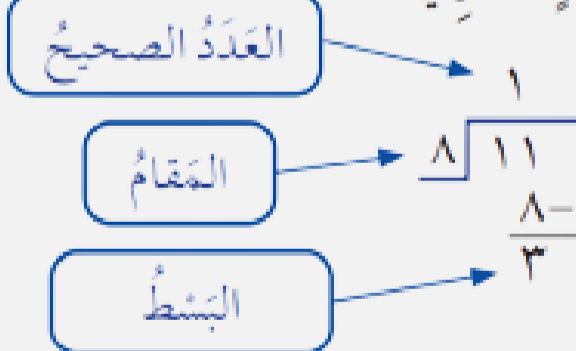 العَدَدُ الصحيحُ
١
المَقامُ
٨ ١١
٨−
البَسْطُ
٣